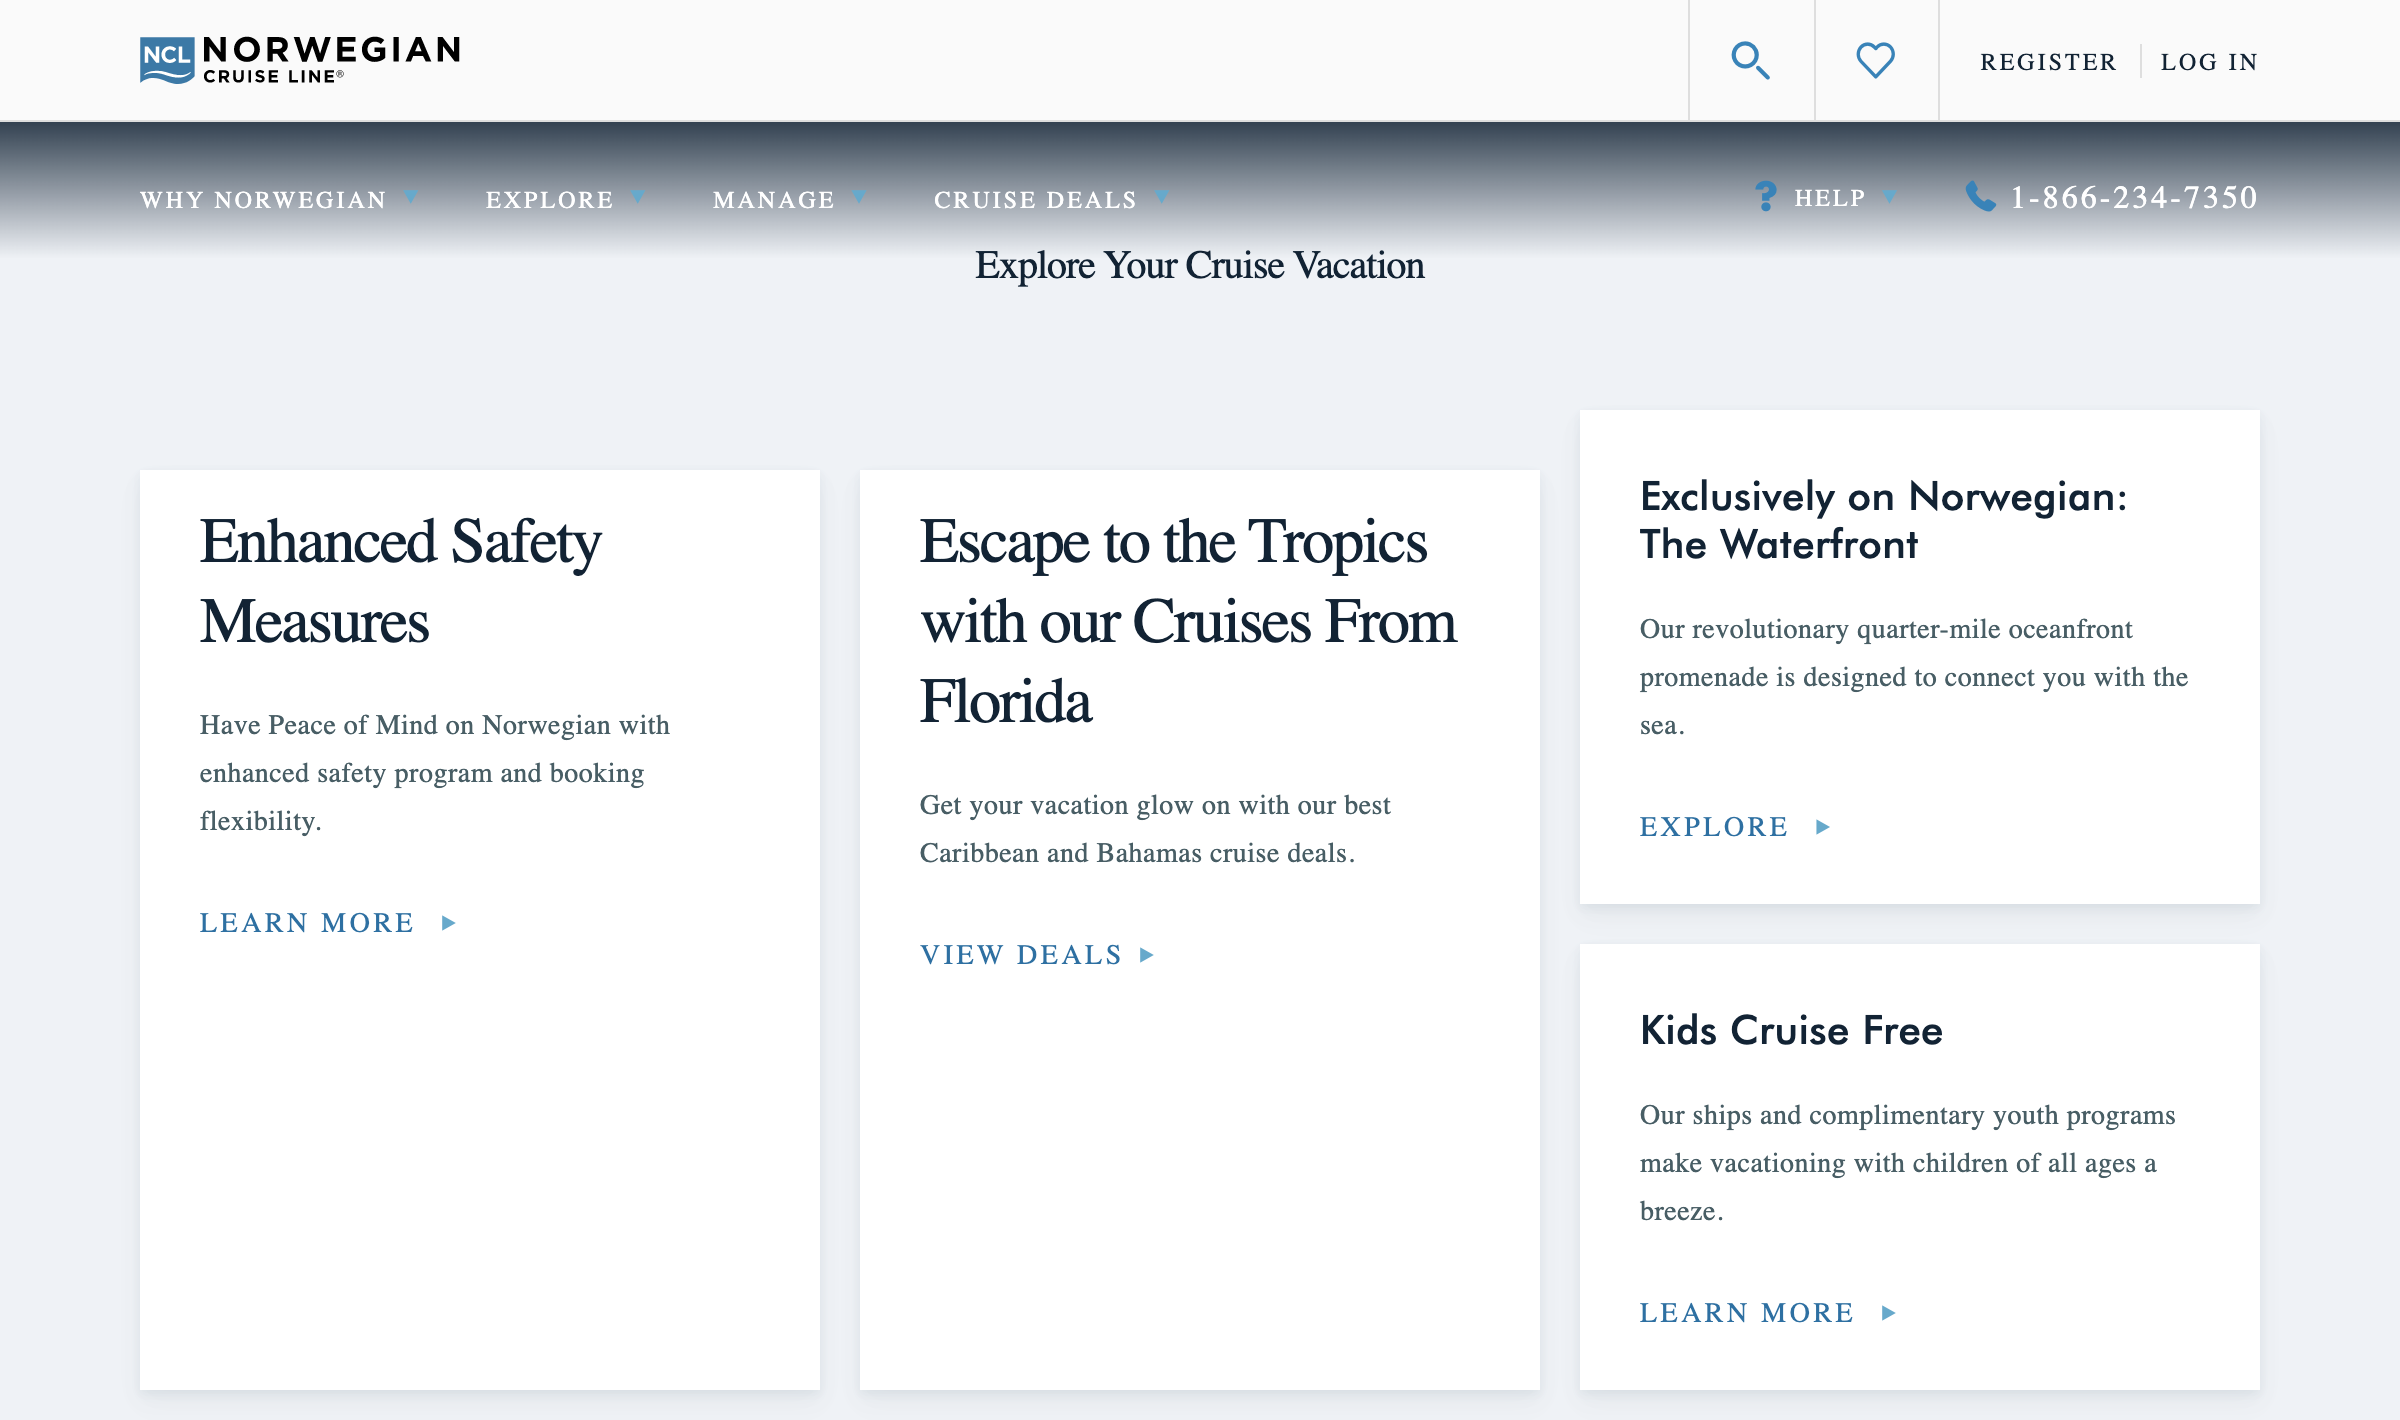 NCL NORWEGIAN
CRUISE LINE®
REGISTER LOG IN
WHY NORWEGIAN EXPLORE MANAGE CRUISE DEALS ? HELP 1-866-234-7350
Explore Your Cruise Vacation
Enhanced Safety
Measures
Have Peace of Mind on Norwegian with
enhanced safety program and booking
flexibility.
LEARN MORE
Escape to the Tropics
with our Cruises From
Florida
Get your vacation glow on with our best
Caribbean and Bahamas cruise deals.
VIEW DEALS
Exclusively on Norwegian:
The Waterfront
Our revolutionary quarter-mile oceanfront
promenade is designed to connect you with the
sea.
EXPLORE
Kids Cruise Free
Our ships and complimentary youth programs
make vacationing with children of all ages a
breeze.
LEARN MORE